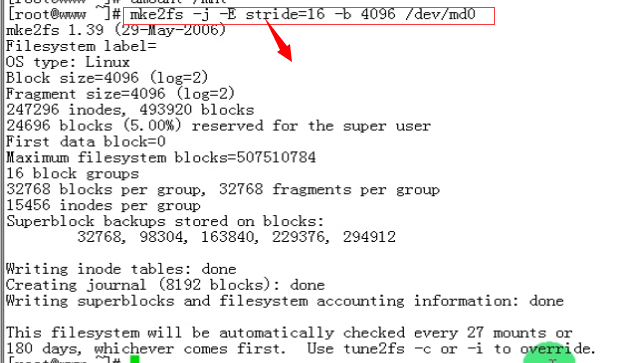 [root@www ~]# umount /mnt
[root@www ~]# mke2fs -j -E stride=16 -b 4096 /dev/md0
mke2fs 1.39 (29-May-2006)
Filesystem label=
OS type: Linux
Block size=4096 (log=2)
Fragment size=4096 (log=2)
247296 inodes, 493920 blocks
24696 blocks (5.00%) reserved for the super user
First data block=0
Maximum filesystem blocks=507510784
16 block groups
32768 blocks per group, 32768 fragments per group
15456 inodes per group
Superblock backups stored on blocks:
32768, 98304, 163840, 229376, 294912
Writing inode tables: done
Creating journal (8192 blocks): done
Writing superblocks and filesystem accounting information: done
This filesystem will be automatically checked every 27 mounts or
180 days, whichever comes first.  Use tune2fs -c or -i to override.
[root@www ~]#